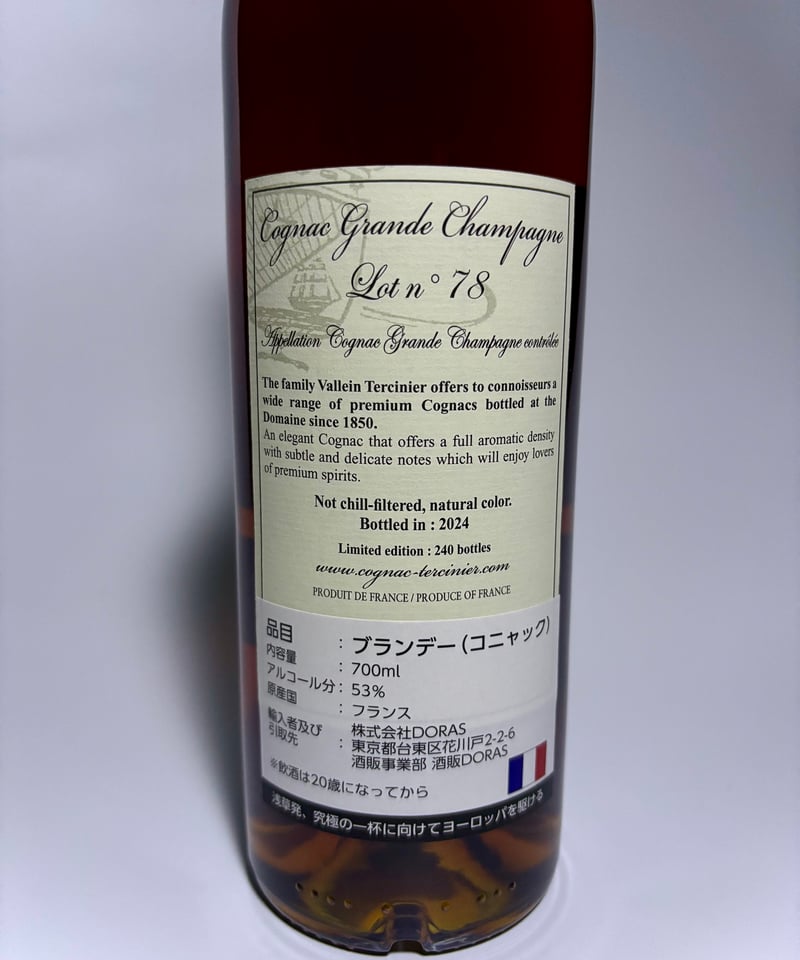 Cognac Grande Champagne
Lot n° 78
Appellation Cognac Grande Champagne contrôlée
The family Vallein Tercinier offers to connoisseurs a
wide range of premium Cognacs bottled at the
Domaine since 1850.
An elegant Cognac that offers a full aromatic density
with subtle and delicate notes which will enjoy lovers
of premium spirits.
Not chill-filtered, natural color.
Bottled in : 2024
Limited edition : 240 bottles
www.cognac-tercinier.com
PRODUIT DE FRANCE / PRODUCE OF FRANCE
品目 : ブランデー(コニャック)
内容量 : 700ml
アルコール分 : 53%
原産国 : フランス
輸入者及び 株式会社DORAS
引取先 : 東京都台東区花川戸2-2-6
酒販事業部 酒販DORAS
※飲酒は20歳になってから
浅草発、究極の一杯に向けてヨーロッパを駆ける